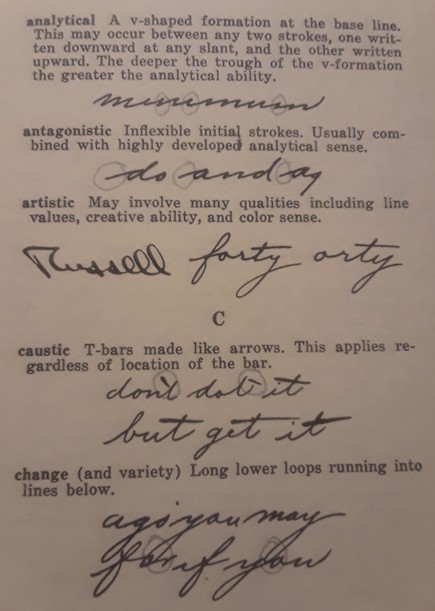 analytical A v-shaped formation at the base line.
This may occur between any two strokes, one writ-
ten downward at any slant, and the other written
upward. The deeper the trough of the v-formation
the greater the analytical ability.
minimum
antagonistic Inflexible initial strokes. Usually com-
bined with highly developed analytical sense.
do and ag
artistic May involve many qualities including line
values, creative ability, and color sense.
Russell forty orty
C
caustic T-bars made like arrows. This applies re-
gardless of location of the bar.
don't dot it
but get it
change (and variety) Long lower loops running into
lines below.
ago you may
for if you